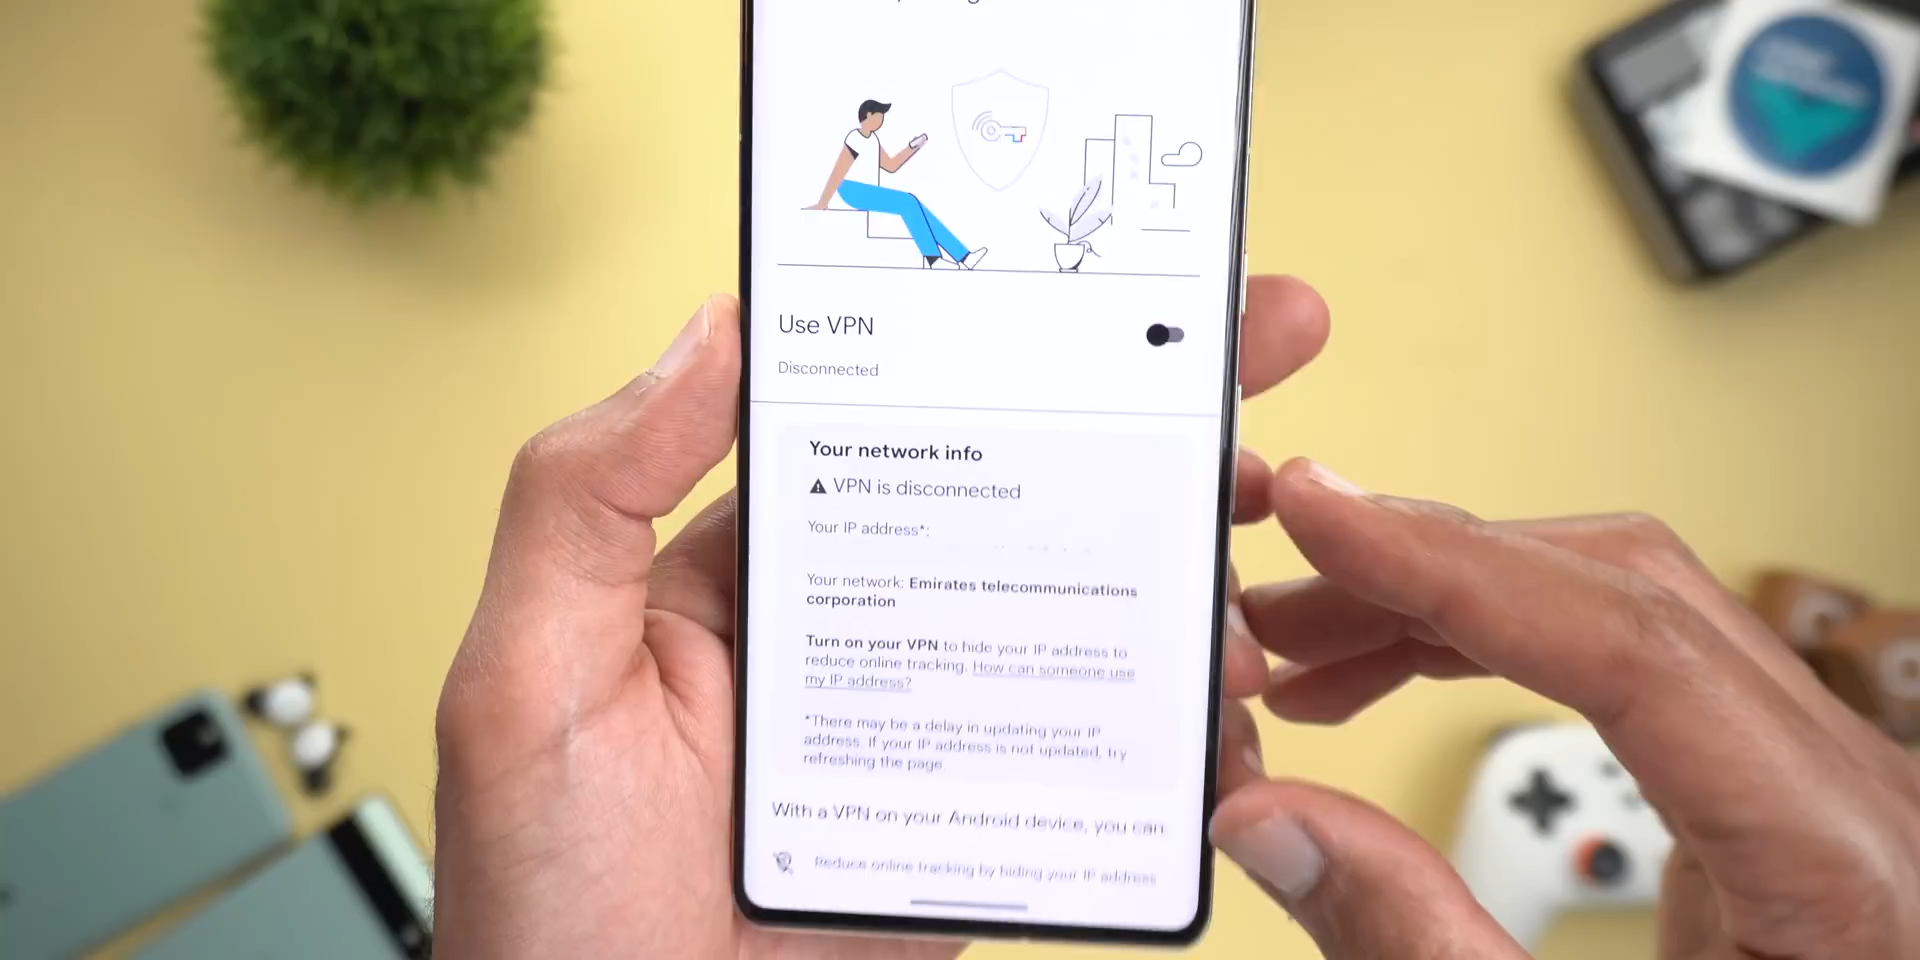 Use VPN
Disconnected
Your network info
VPN is disconnected
Your IP address*:
Your network: Emirates telecommunications
corporation
Turn on your VPN to hide your IP address to
reduce online tracking. How can someone use
my IP address?
*There may be a delay in updating your IP
address. If your IP address is not updated, try
refreshing the page
With a VPN on your Android device, you can
Reduce online tracking by hiding your IP address